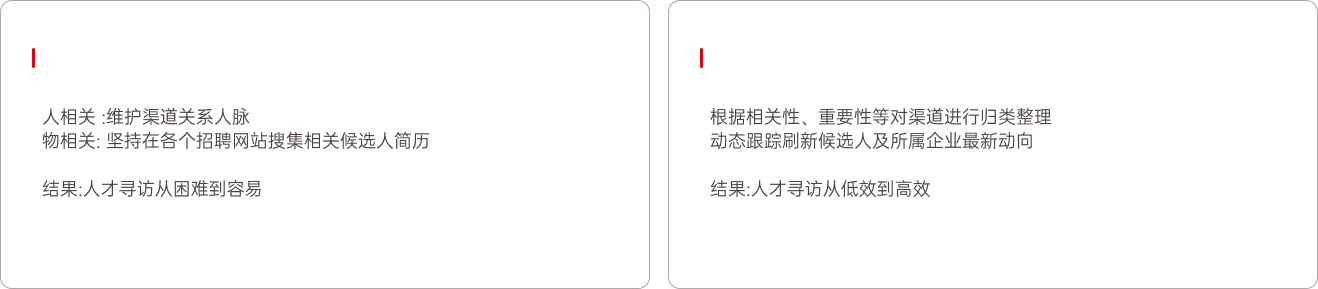 人相关 :维护渠道关系人脉
物相关: 坚持在各个招聘网站搜集相关候选人简历
结果:人才寻访从困难到容易
根据相关性、重要性等对渠道进行归类整理
动态跟踪刷新候选人及所属企业最新动向
结果:人才寻访从低效到高效